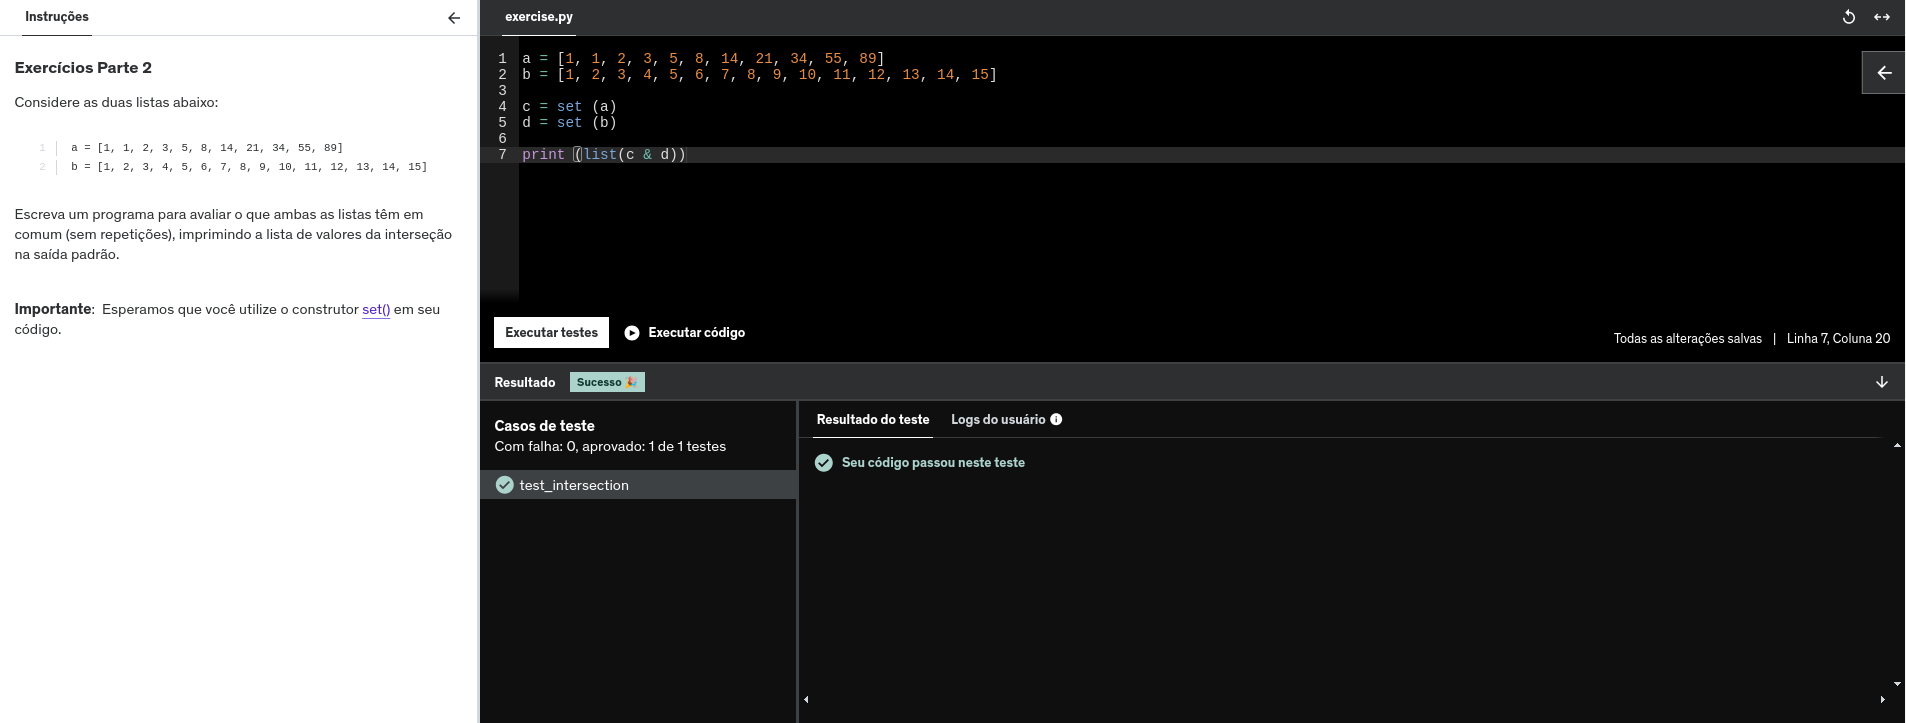 Instruções
Exercícios Parte 2
Considere as duas listas abaixo:
1 a = [1, 1, 2, 3, 5, 8, 14, 21, 34, 55, 89]
2 b = [1, 2, 3, 4, 5, 6, 7, 8, 9, 10, 11, 12, 13, 14, 15]
Escreva um programa para avaliar o que ambas as listas têm em
comum (sem repetições), imprimindo a lista de valores da interseção
na saída padrão.
Importante:  Esperamos que você utilize o construtor set() em seu
código.
exercise.py
1 a = [1, 1, 2, 3, 5, 8, 14, 21, 34, 55, 89]
2 b = [1, 2, 3, 4, 5, 6, 7, 8, 9, 10, 11, 12, 13, 14, 15]
3
4 c = set (a)
5 d = set (b)
6
7 print (list(c & d))
Executar testes
Executar código
Todas as alterações salvas | Linha 7, Coluna 20
Resultado Sucesso 🎉
Casos de teste
Com falha: 0, aprovado: 1 de 1 testes
test_intersection
Resultado do teste
Logs do usuário
Seu código passou neste teste